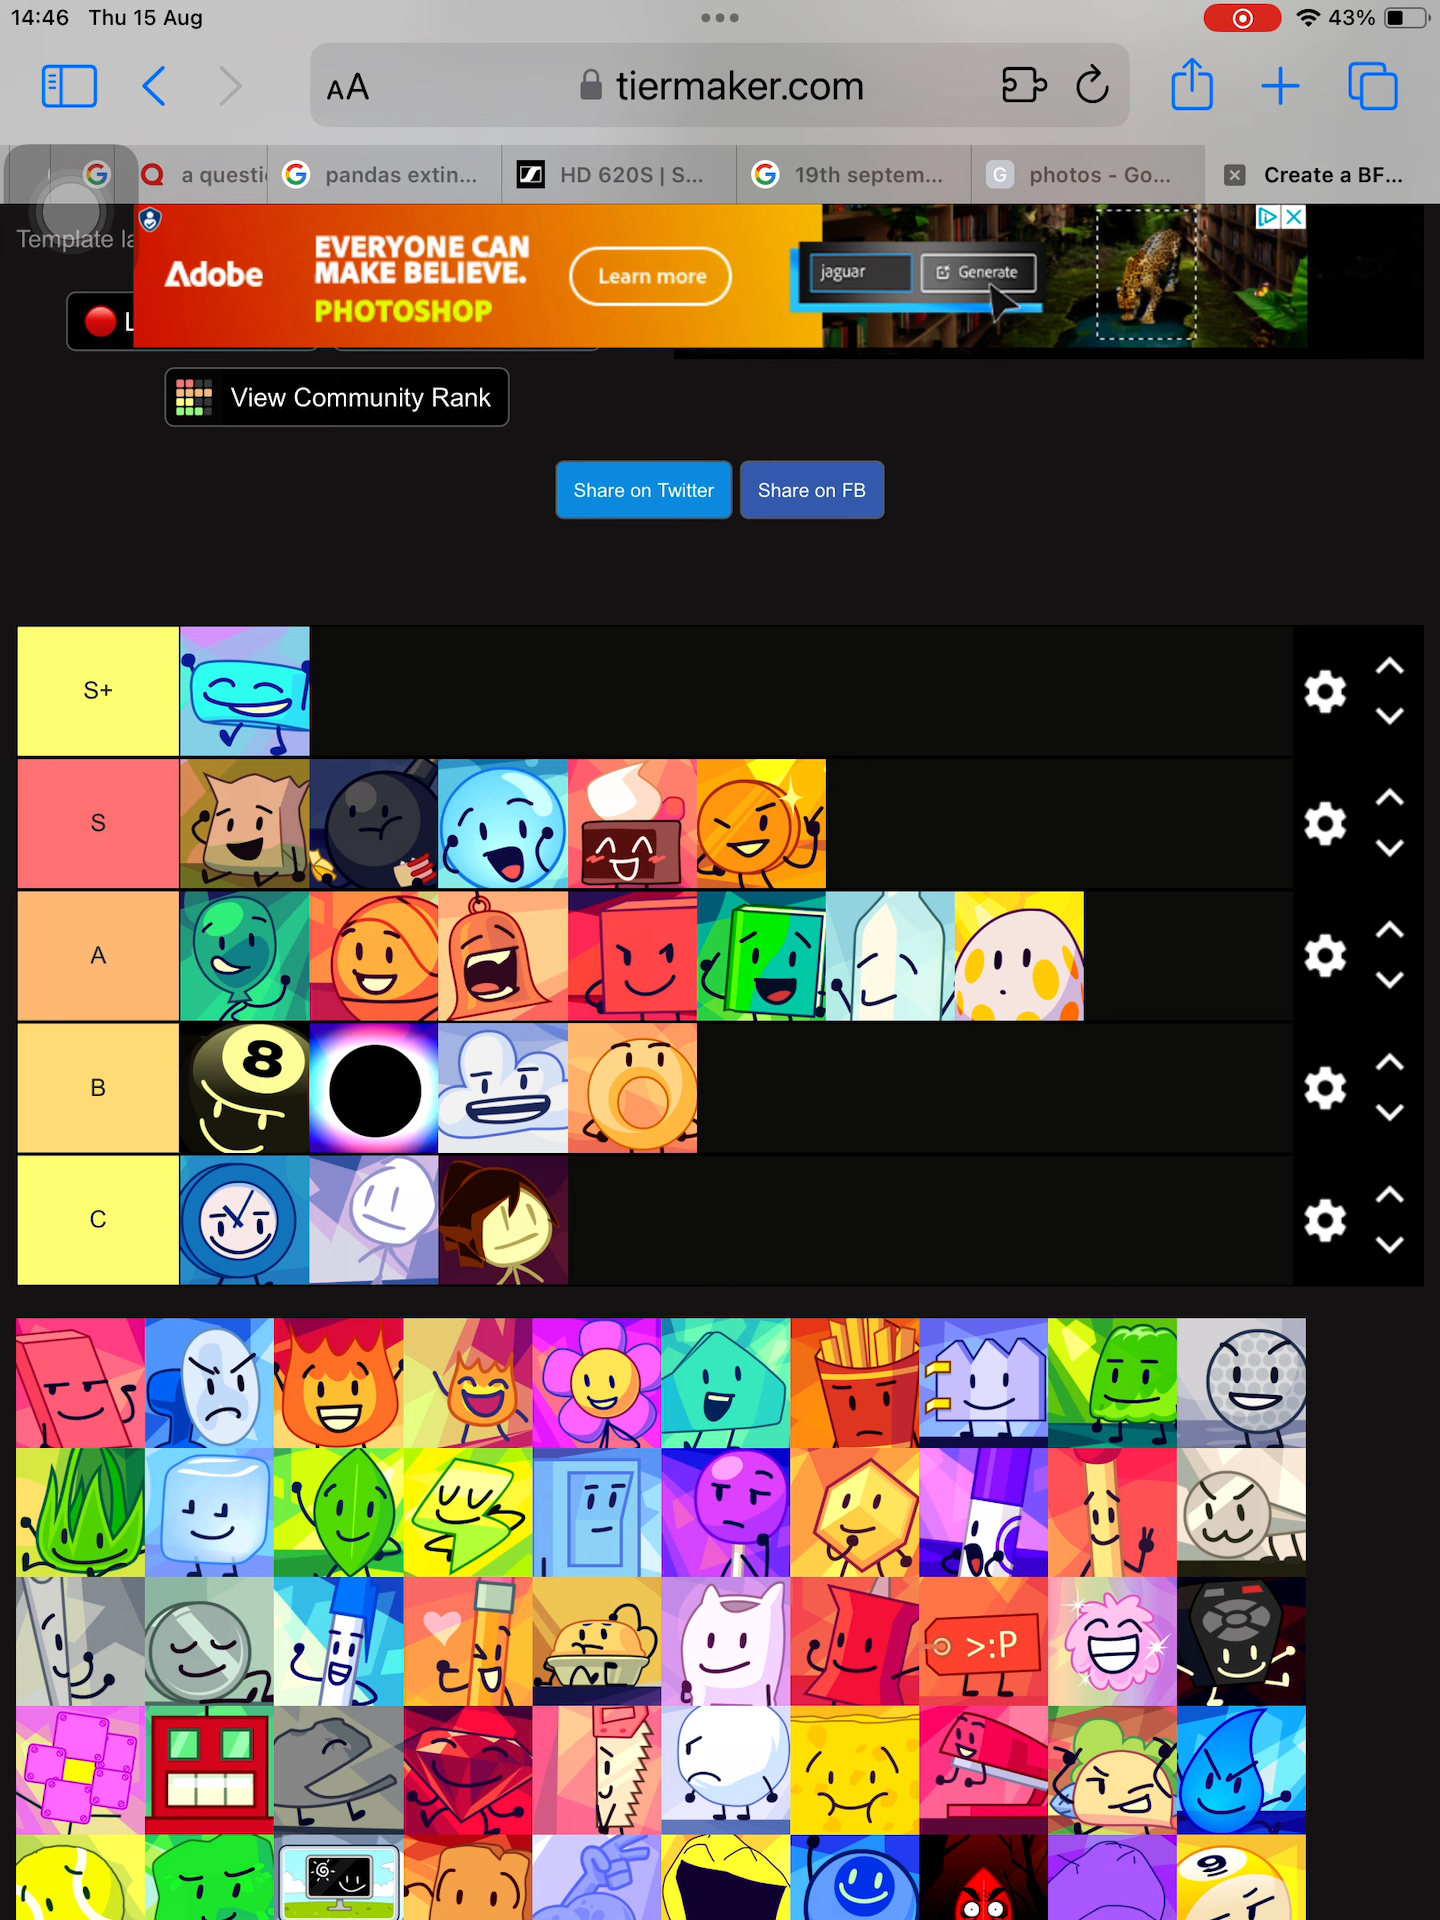 14:46 Thu 15 Aug
43%
AA tiermaker.com
a questi pandas extin... HD 620S | S... 19th septem... photos - Go... Create a BF...
Template la
Adobe
EVERYONE CAN
MAKE BELIEVE.
PHOTOSHOP
Learn more
jaguar Generate
L
View Community Rank
Share on Twitter Share on FB
S+
S
A
B
8
C
>:P
9